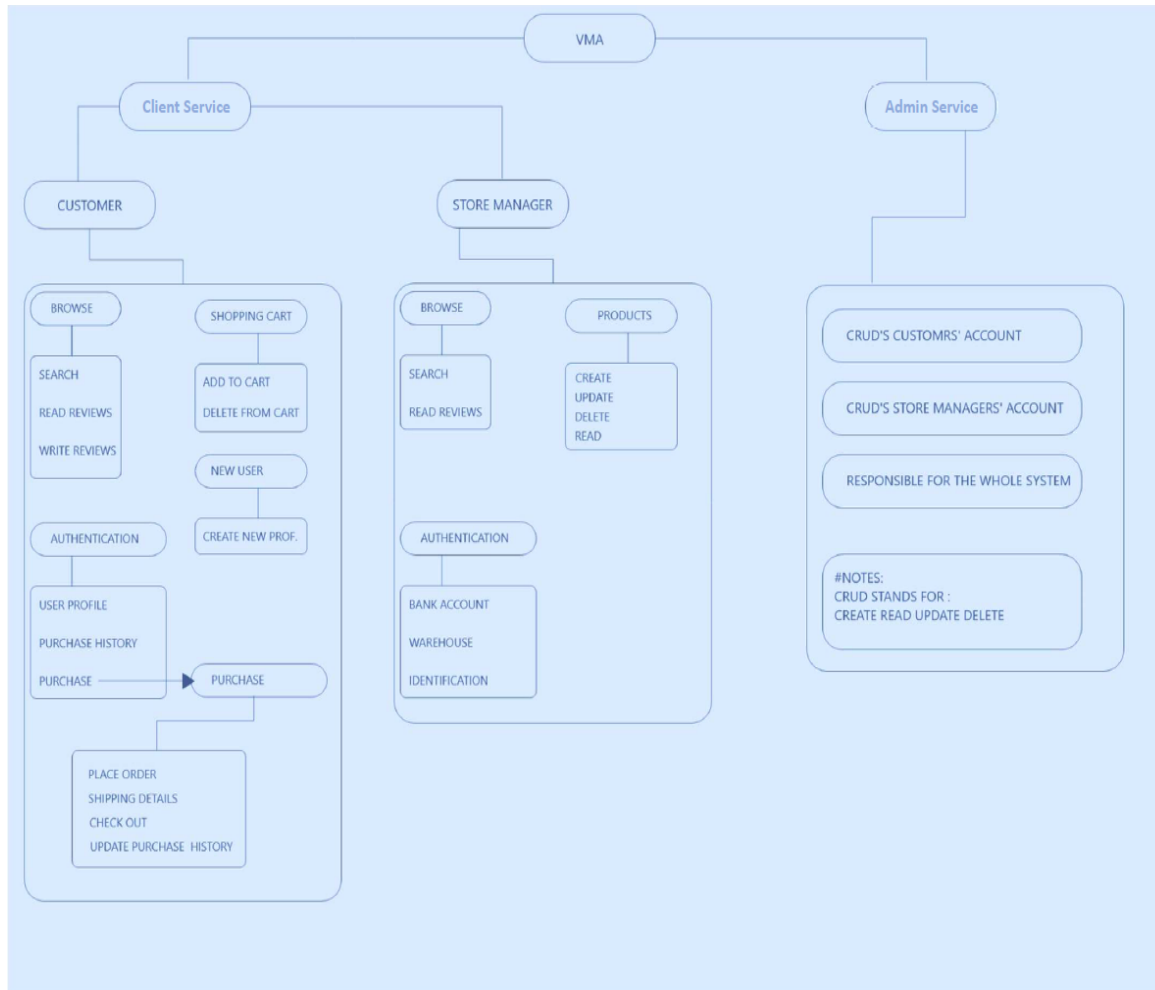 VMA
Client Service
Admin Service
CUSTOMER
STORE MANAGER
BROWSE
SEARCH
READ REVIEWS
WRITE REVIEWS
SHOPPING CART
ADD TO CART
DELETE FROM CART
NEW USER
CREATE NEW PROF.
AUTHENTICATION
USER PROFILE
PURCHASE HISTORY
PURCHASE
PURCHASE
PLACE ORDER
SHIPPING DETAILS
CHECK OUT
UPDATE PURCHASE HISTORY
BROWSE
SEARCH
READ REVIEWS
PRODUCTS
CREATE
UPDATE
DELETE
READ
AUTHENTICATION
BANK ACCOUNT
WAREHOUSE
IDENTIFICATION
CRUD'S CUSTOMRS' ACCOUNT
CRUD'S STORE MANAGERS' ACCOUNT
RESPONSIBLE FOR THE WHOLE SYSTEM
#NOTES:
CRUD STANDS FOR :
CREATE READ UPDATE DELETE